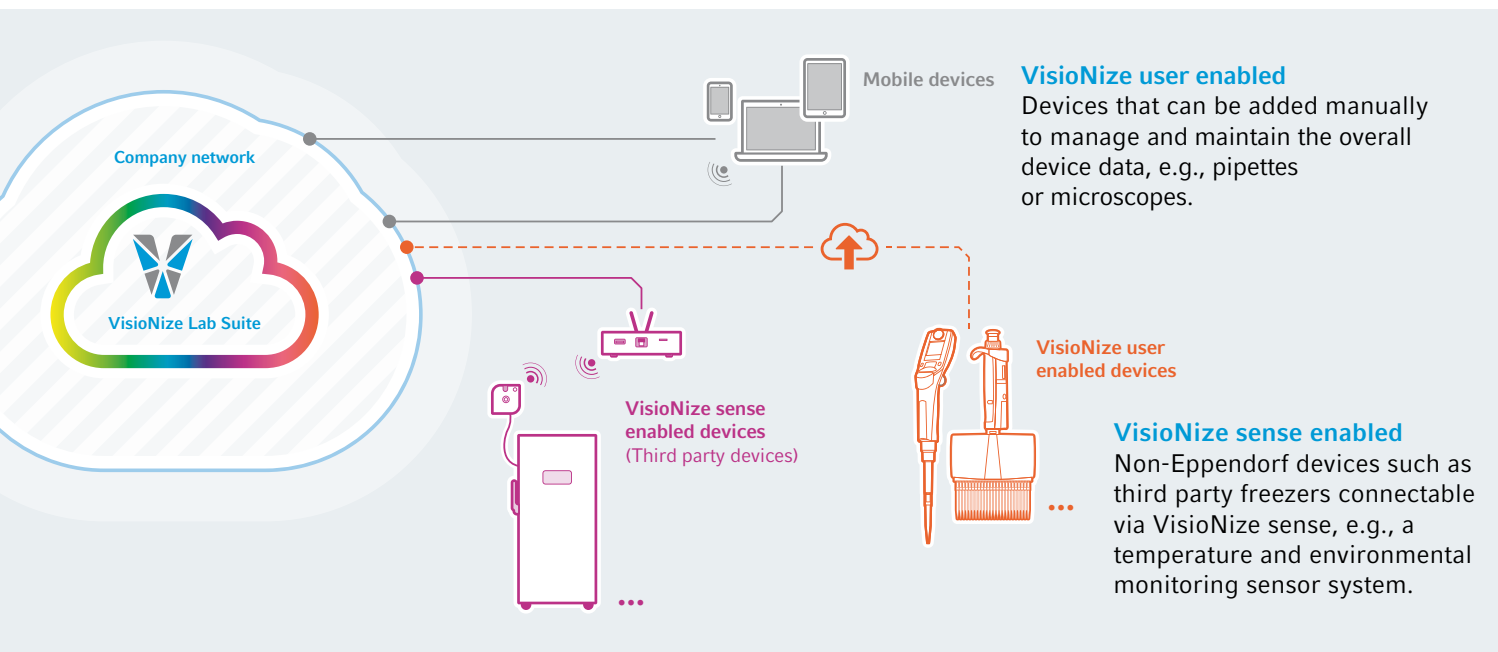 Company network
VisioNize Lab Suite
Mobile devices
VisioNize user enabled
Devices that can be added manually
to manage and maintain the overall
device data, e.g., pipettes
or microscopes.
VisioNize sense
enabled devices
(Third party devices)
...
VisioNize user
enabled devices
...
VisioNize sense enabled
Non-Eppendorf devices such as
third party freezers connectable
via VisioNize sense, e.g., a
temperature and environmental
monitoring sensor system.